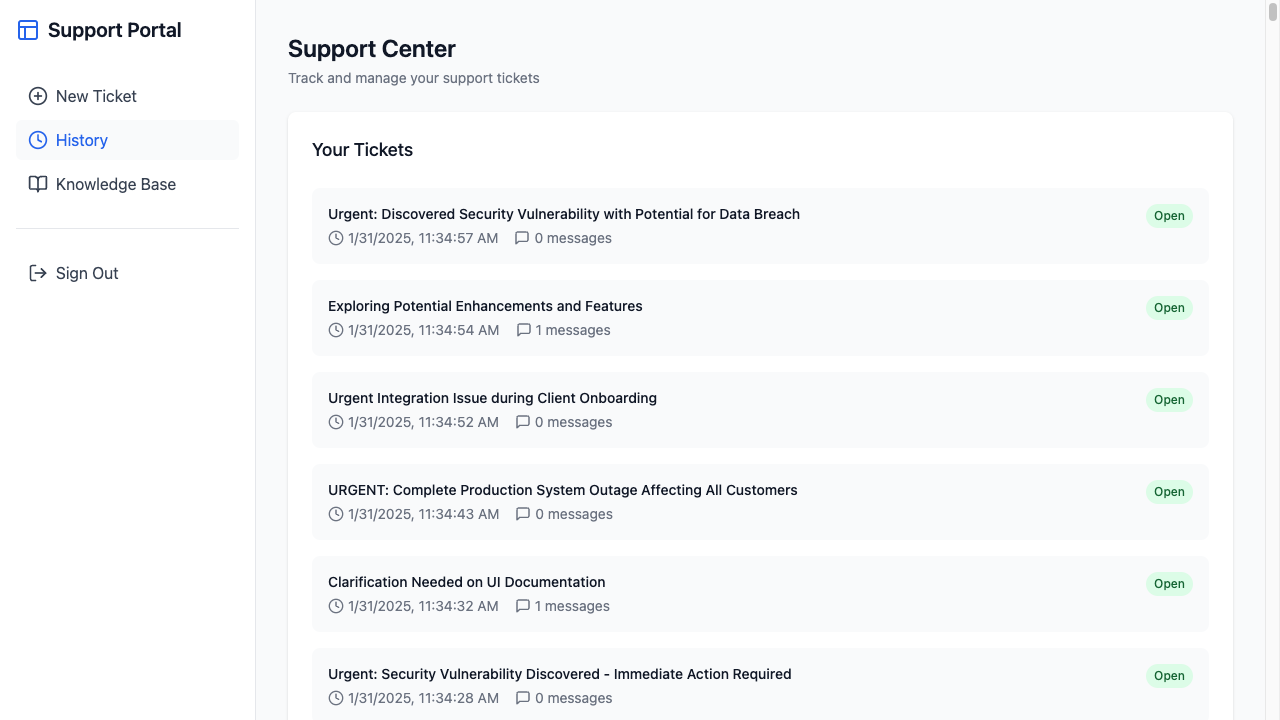 Support Portal
New Ticket
History
Knowledge Base
Sign Out
Support Center
Track and manage your support tickets
Your Tickets
Urgent: Discovered Security Vulnerability with Potential for Data Breach
Open
1/31/2025, 11:34:57 AM 0 messages
Exploring Potential Enhancements and Features
Open
1/31/2025, 11:34:54 AM 1 messages
Urgent Integration Issue during Client Onboarding
Open
1/31/2025, 11:34:52 AM 0 messages
URGENT: Complete Production System Outage Affecting All Customers
Open
1/31/2025, 11:34:43 AM 0 messages
Clarification Needed on UI Documentation
Open
1/31/2025, 11:34:32 AM 1 messages
Urgent: Security Vulnerability Discovered - Immediate Action Required
Open
1/31/2025, 11:34:28 AM 0 messages